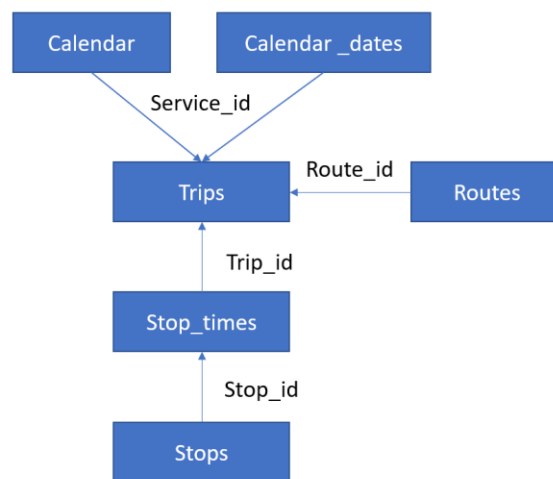 Calendar
Calendar _dates
Service_id
Trips
Route_id
Routes
Trip_id
Stop_times
Stop_id
Stops